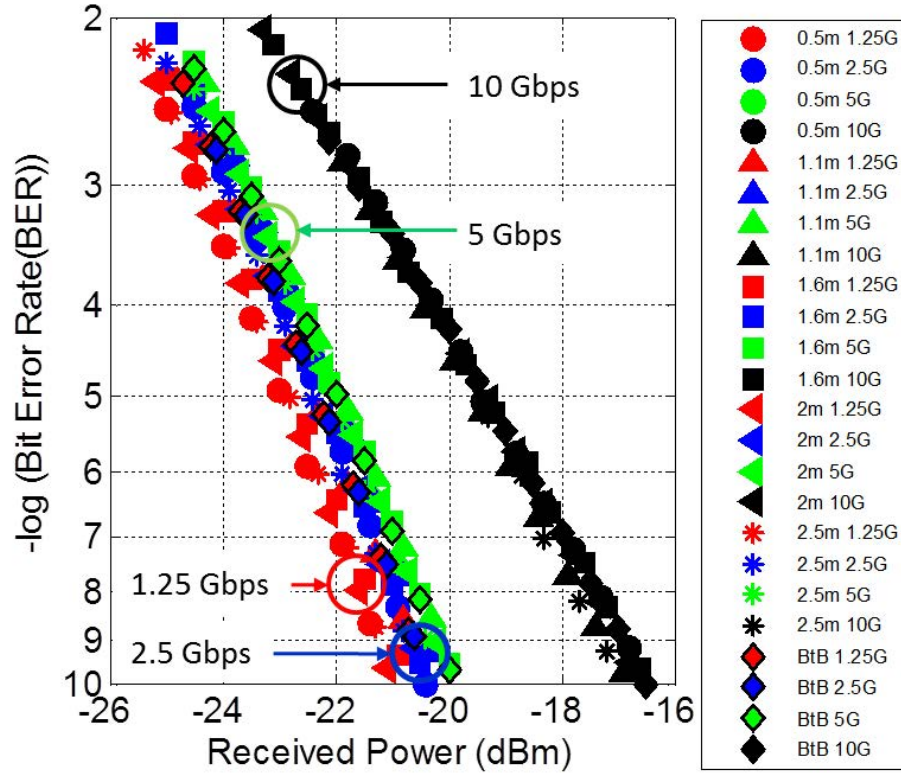 2
3
4
5
6
7
8
9
10
-26
-24
-22
-20
-18
-16
-log (Bit Error Rate(BER))
Received Power (dBm)
10 Gbps
5 Gbps
1.25 Gbps
2.5 Gbps
0.5m 1.25G
0.5m 2.5G
0.5m 5G
0.5m 10G
1.1m 1.25G
1.1m 2.5G
1.1m 5G
1.1m 10G
1.6m 1.25G
1.6m 2.5G
1.6m 5G
1.6m 10G
2m 1.25G
2m 2.5G
2m 5G
2m 10G
2.5m 1.25G
2.5m 2.5G
2.5m 5G
2.5m 10G
BtB 1.25G
BtB 2.5G
BtB 5G
BtB 10G